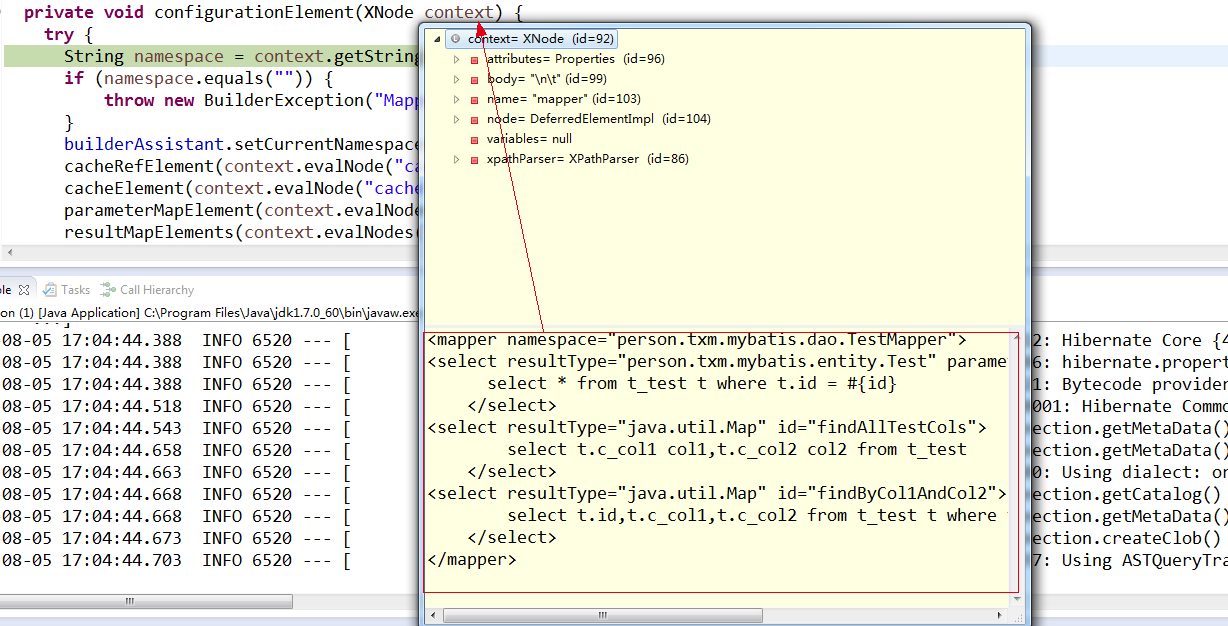 private void configurationElement(XNode context) {
try {
String namespace = context.getString
if (namespace.equals("")) {
throw new BuilderException("Mapp
}
builderAssistant.setCurrentNamespace
cacheRefElement(context.evalNode("ca
cacheElement(context.evalNode("cache
parameterMapElement(context.evalNode
resultMapElements(context.evalNodes(
context= XNode (id=92)
attributes= Properties (id=96)
body= "\n\t" (id=99)
name= "mapper" (id=103)
node= DeferredElementImpl (id=104)
variables= null
xpathParser= XPathParser (id=86)
<mapper namespace="person.txm.mybatis.dao.TestMapper">
<select resultType="person.txm.mybatis.entity.Test" parame
select * from t_test t where t.id = #{id}
</select>
<select resultType="java.util.Map" id="findAllTestCols">
select t.c_col1 col1,t.c_col2 col2 from t_test
</select>
<select resultType="java.util.Map" id="findByCol1AndCol2">
select t.id,t.c_col1,t.c_col2 from t_test t where
</select>
</mapper>
ole Tasks Call Hierarchy
on (1) [Java Application] C:\Program Files\Java\jdk1.7.0_60\bin\javaw.exe
08-05 17:04:44.388 INFO 6520 --- [ 2: Hibernate Core {4
08-05 17:04:44.388 INFO 6520 --- [ 6: hibernate.propert
08-05 17:04:44.388 INFO 6520 --- [ 1: Bytecode provider
08-05 17:04:44.518 INFO 6520 --- [ 001: Hibernate Commo
08-05 17:04:44.543 INFO 6520 --- [ ection.getMetaData()
08-05 17:04:44.658 INFO 6520 --- [ ection.getMetaData()
08-05 17:04:44.663 INFO 6520 --- [ 0: Using dialect: or
08-05 17:04:44.668 INFO 6520 --- [ ection.getCatalog()
08-05 17:04:44.668 INFO 6520 --- [ ection.getMetaData()
08-05 17:04:44.673 INFO 6520 --- [ ection.createClob()
08-05 17:04:44.703 INFO 6520 --- [ 7: Using ASTQueryTra